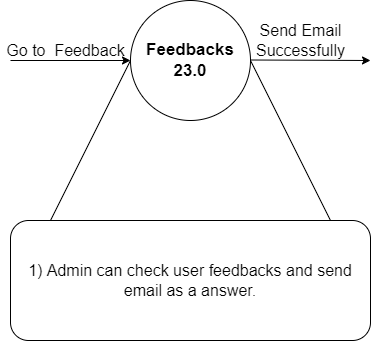 Go to  Feedback
Feedbacks
23.0
Send Email
Successfully
1) Admin can check user feedbacks and send
email as a answer.